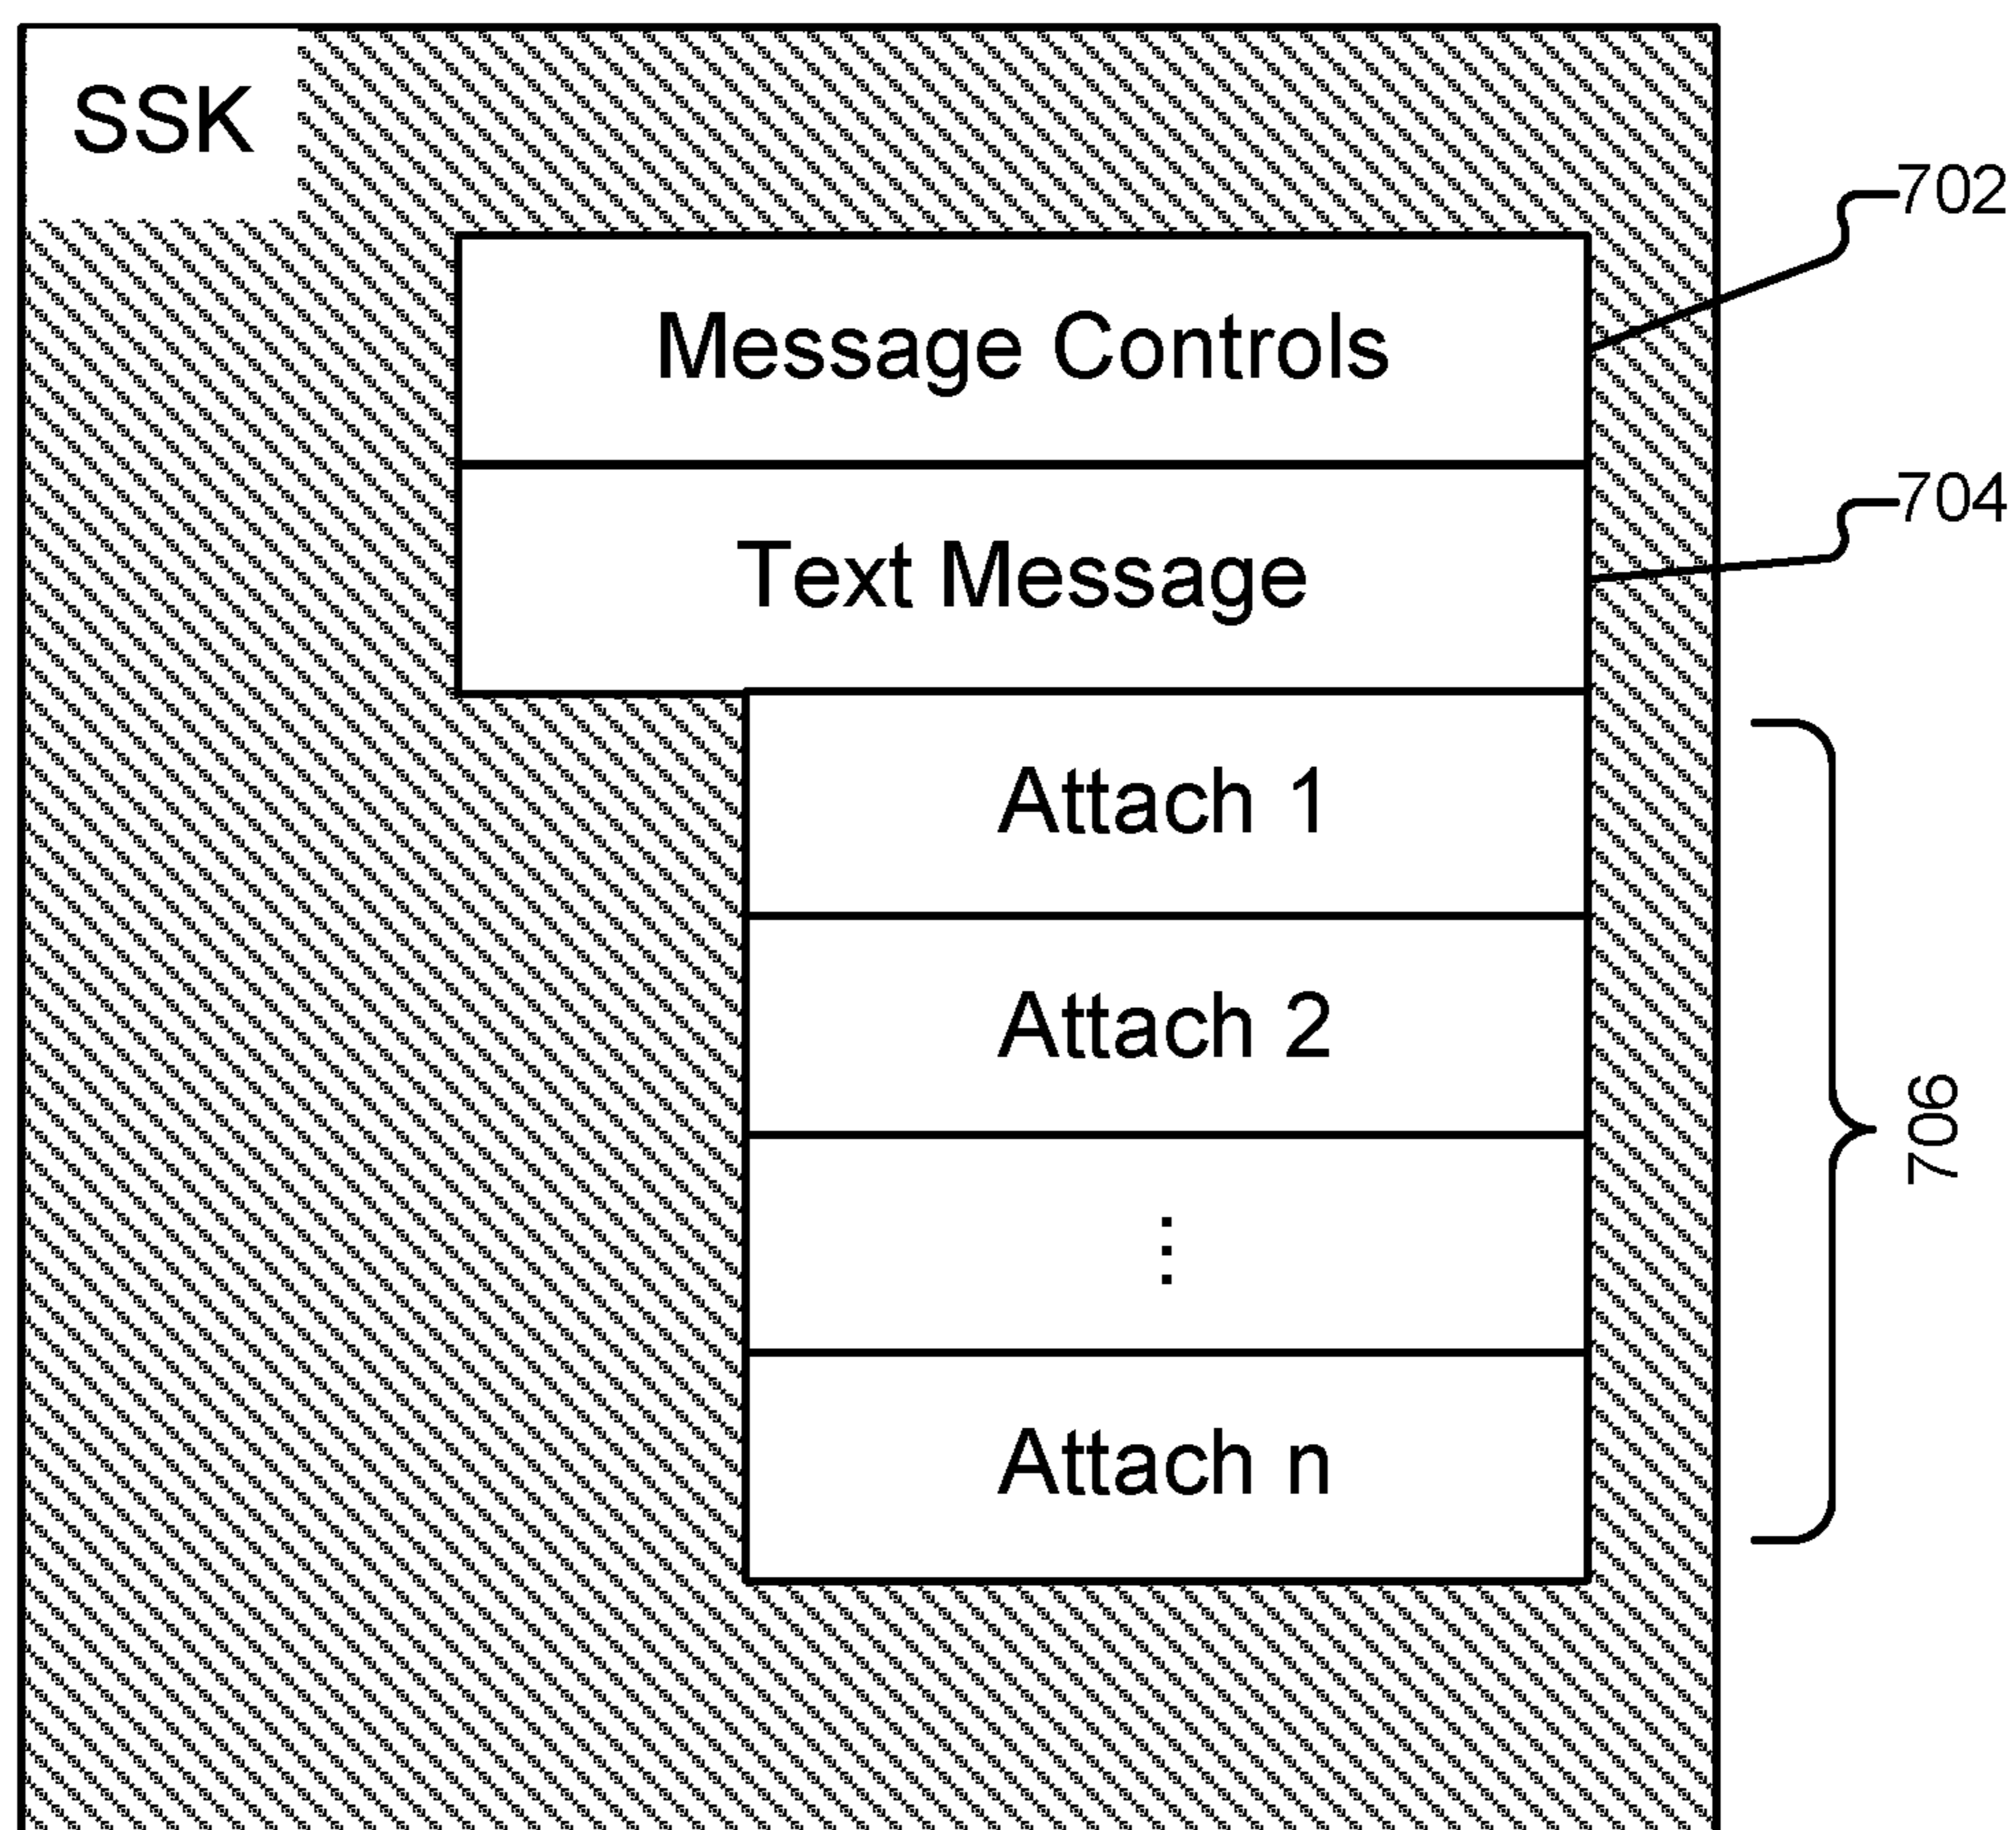 SSK
702
Message Controls
704
Text Message
Attach 1
Attach 2
706
⋮
Attach n